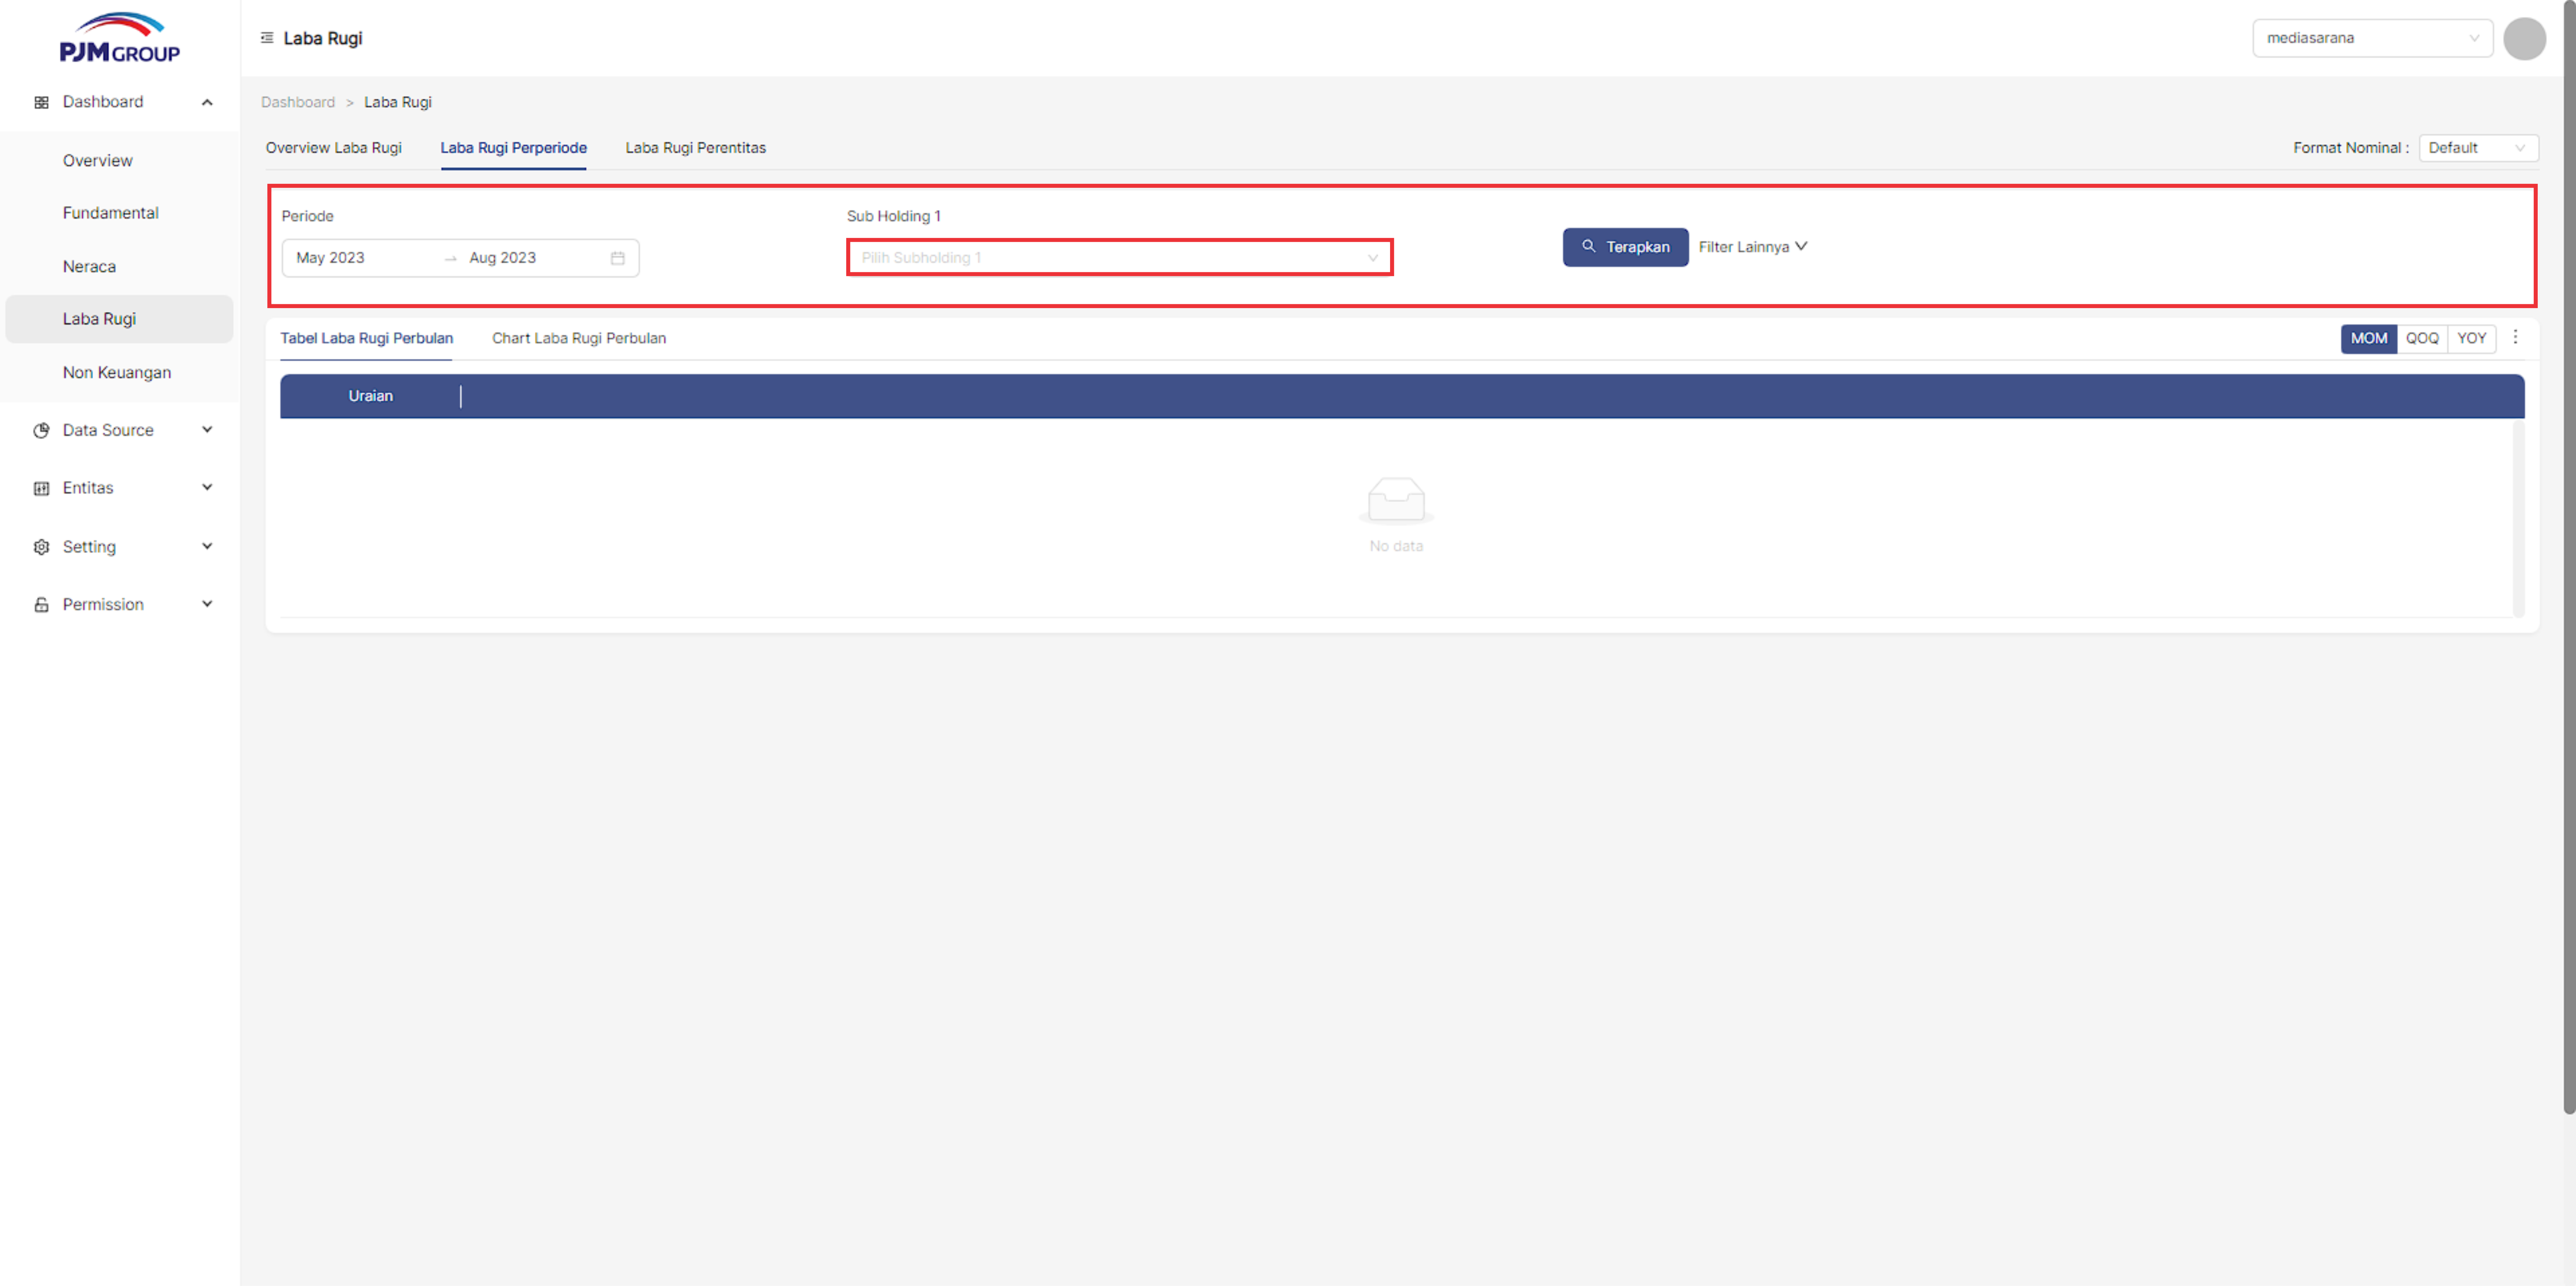 PJM GROUP
Laba Rugi
mediasarana
Dashboard
Overview
Fundamental
Neraca
Laba Rugi
Non Keuangan
Data Source
Entitas
Setting
Permission
Dashboard > Laba Rugi
Overview Laba Rugi Laba Rugi Perperiode Laba Rugi Perentitas
Format Nominal : Default
Periode
Sub Holding 1
May 2023 → Aug 2023
Pilih Subholding 1
Terapkan
Filter Lainnya
Tabel Laba Rugi Perbulan Chart Laba Rugi Perbulan
MOM QOQ YOY
Uraian
No data